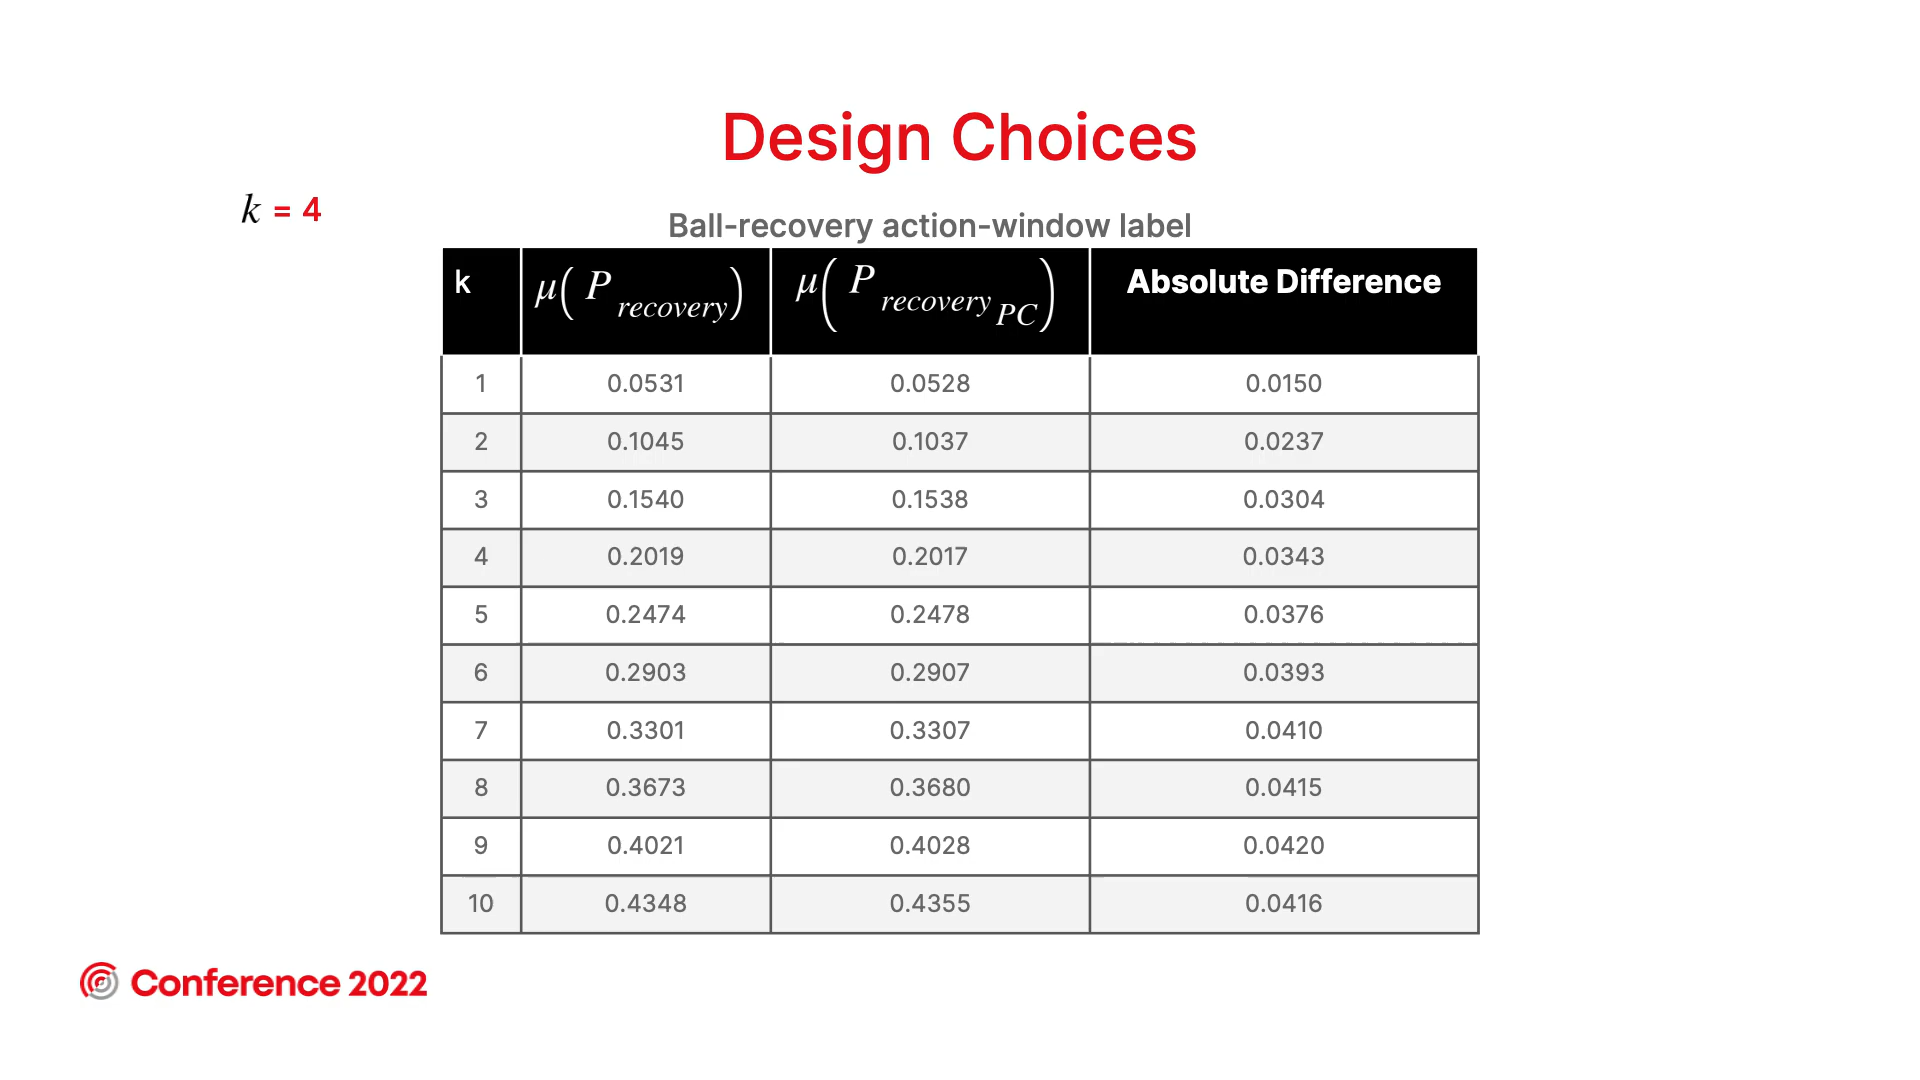 Design Choices
k = 4
Ball-recovery action-window label
k μ( P recovery) μ( P recovery PC) Absolute Difference
1 0.0531 0.0528 0.0150
2 0.1045 0.1037 0.0237
3 0.1540 0.1538 0.0304
4 0.2019 0.2017 0.0343
5 0.2474 0.2478 0.0376
6 0.2903 0.2907 0.0393
7 0.3301 0.3307 0.0410
8 0.3673 0.3680 0.0415
9 0.4021 0.4028 0.0420
10 0.4348 0.4355 0.0416
Conference 2022